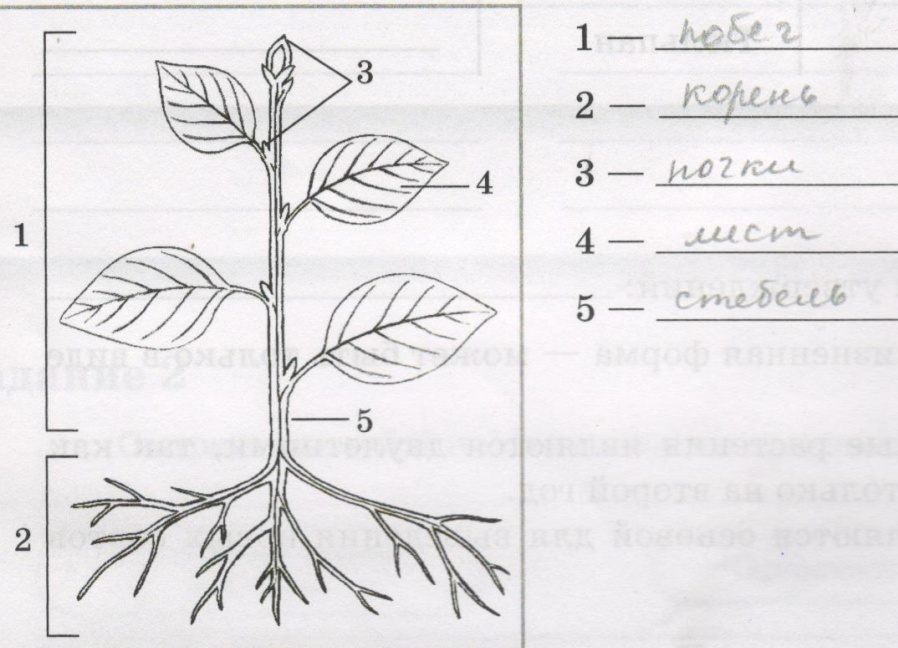 1 — побег
2 корень
3 — почки
4 — лист
5 — стебель
3
4
1
5
2